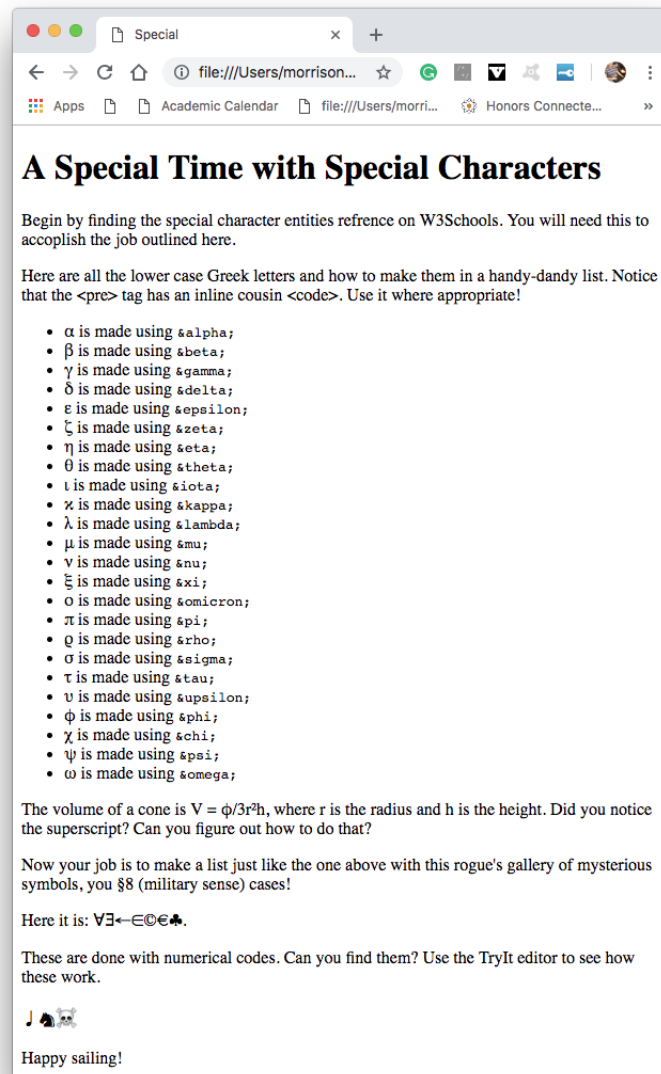 Special
file:///Users/morrison...
Apps
Academic Calendar
file:///Users/morri...
Honors Connecte...
»
A Special Time with Special Characters
Begin by finding the special character entities refrence on W3Schools. You will need this to
accoplish the job outlined here.
Here are all the lower case Greek letters and how to make them in a handy-dandy list. Notice
that the <pre> tag has an inline cousin <code>. Use it where appropriate!
• α is made using &alpha;
• β is made using &beta;
• γ is made using &gamma;
• δ is made using &delta;
• ε is made using &epsilon;
• ζ is made using &zeta;
• η is made using &eta;
• θ is made using &theta;
• ι is made using &iota;
• ϰ is made using &kappa;
• λ is made using &lambda;
• μ is made using &mu;
• ν is made using &nu;
• ξ is made using &xi;
• ο is made using &omicron;
• π is made using &pi;
• ϱ is made using &rho;
• σ is made using &sigma;
• τ is made using &tau;
• υ is made using &upsilon;
• ϕ is made using &phi;
• χ is made using &chi;
• ψ is made using &psi;
• ω is made using &omega;
The volume of a cone is V = ϕ/3r²h, where r is the radius and h is the height. Did you notice
the superscript? Can you figure out how to do that?
Now your job is to make a list just like the one above with this rogue's gallery of mysterious
symbols, you §8 (military sense) cases!
Here it is: ∀∃←∈©€♣.
These are done with numerical codes. Can you find them? Use the TryIt editor to see how
these work.
♩♞☠
Happy sailing!